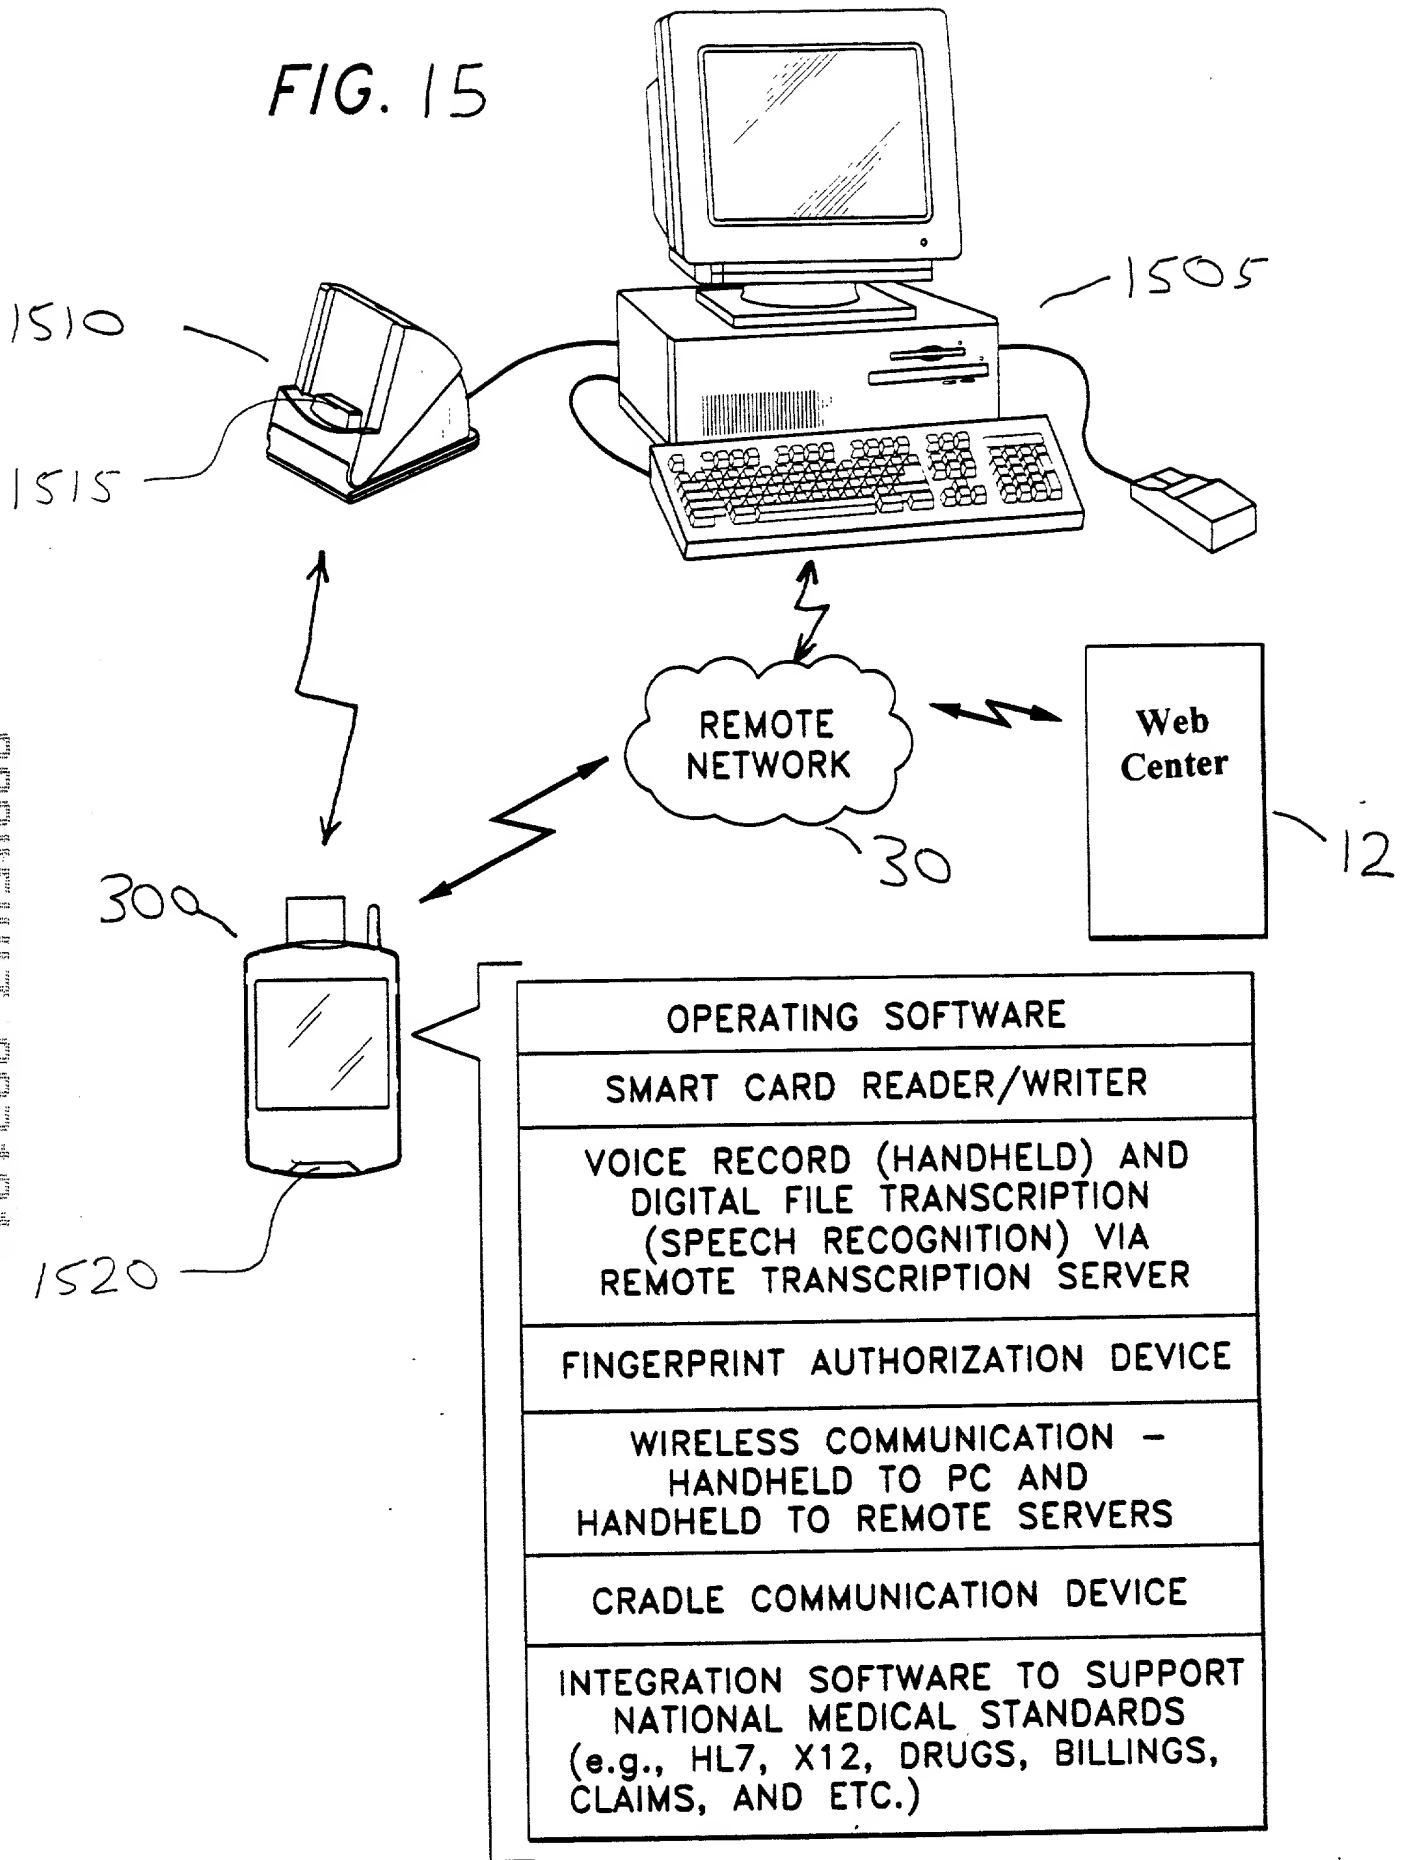 FIG. 15
1505
1510
1515
REMOTE
NETWORK
30
Web
Center
12
300
1520
OPERATING SOFTWARE
SMART CARD READER/WRITER
VOICE RECORD (HANDHELD) AND
DIGITAL FILE TRANSCRIPTION
(SPEECH RECOGNITION) VIA
REMOTE TRANSCRIPTION SERVER
FINGERPRINT AUTHORIZATION DEVICE
WIRELESS COMMUNICATION –
HANDHELD TO PC AND
HANDHELD TO REMOTE SERVERS
CRADLE COMMUNICATION DEVICE
INTEGRATION SOFTWARE TO SUPPORT
NATIONAL MEDICAL STANDARDS
(e.g., HL7, X12, DRUGS, BILLINGS,
CLAIMS, AND ETC.)